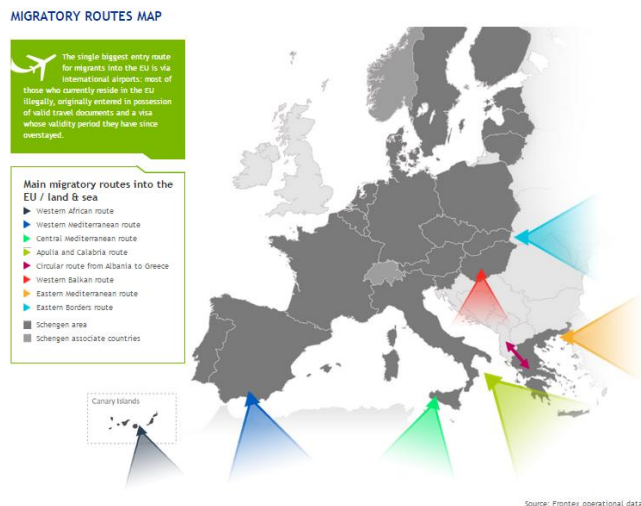 MIGRATORY ROUTES MAP
The single biggest entry route
for migrants into the EU is via
international airports: most of
those who currently reside in the EU
illegally, originally entered in possession
of valid travel documents and a visa
whose validity period they have since
overstayed.
Main migratory routes into the
EU / land & sea
Western African route
Western Mediterranean route
Central Mediterranean route
Apulia and Calabria route
Circular route from Albania to Greece
Western Balkan route
Eastern Mediterranean route
Eastern Borders route
Schengen area
Schengen associate countries
Canary Islands
Source: Frontex operational data